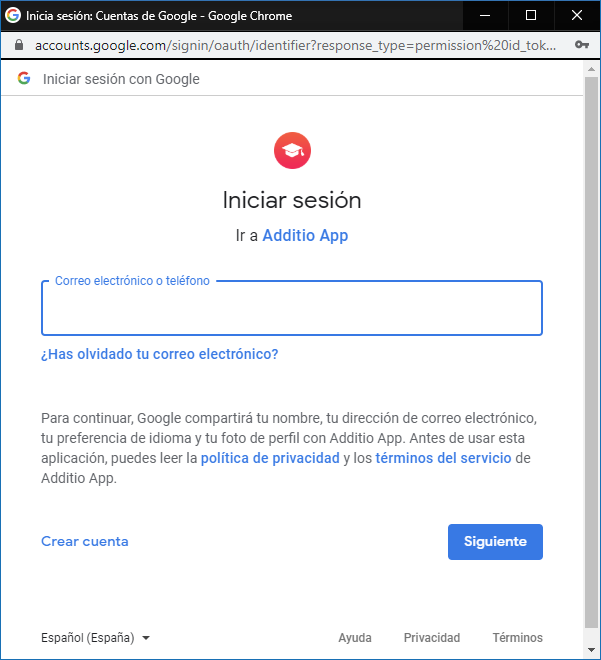 Inicia sesión: Cuentas de Google - Google Chrome
accounts.google.com/signin/oauth/identifier?response_type=permission%20id_tok...
Iniciar sesión con Google
Iniciar sesión
Ir a Additio App
Correo electrónico o teléfono
¿Has olvidado tu correo electrónico?
Para continuar, Google compartirá tu nombre, tu dirección de correo electrónico,
tu preferencia de idioma y tu foto de perfil con Additio App. Antes de usar esta
aplicación, puedes leer la política de privacidad y los términos del servicio de
Additio App.
Crear cuenta
Siguiente
Español (España)
Ayuda
Privacidad
Términos